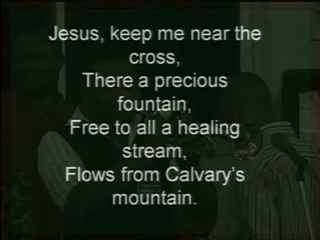 Jesus, keep me near the
cross,
There a precious
fountain,
Free to all a healing
stream,
Flows from Calvary's
mountain.